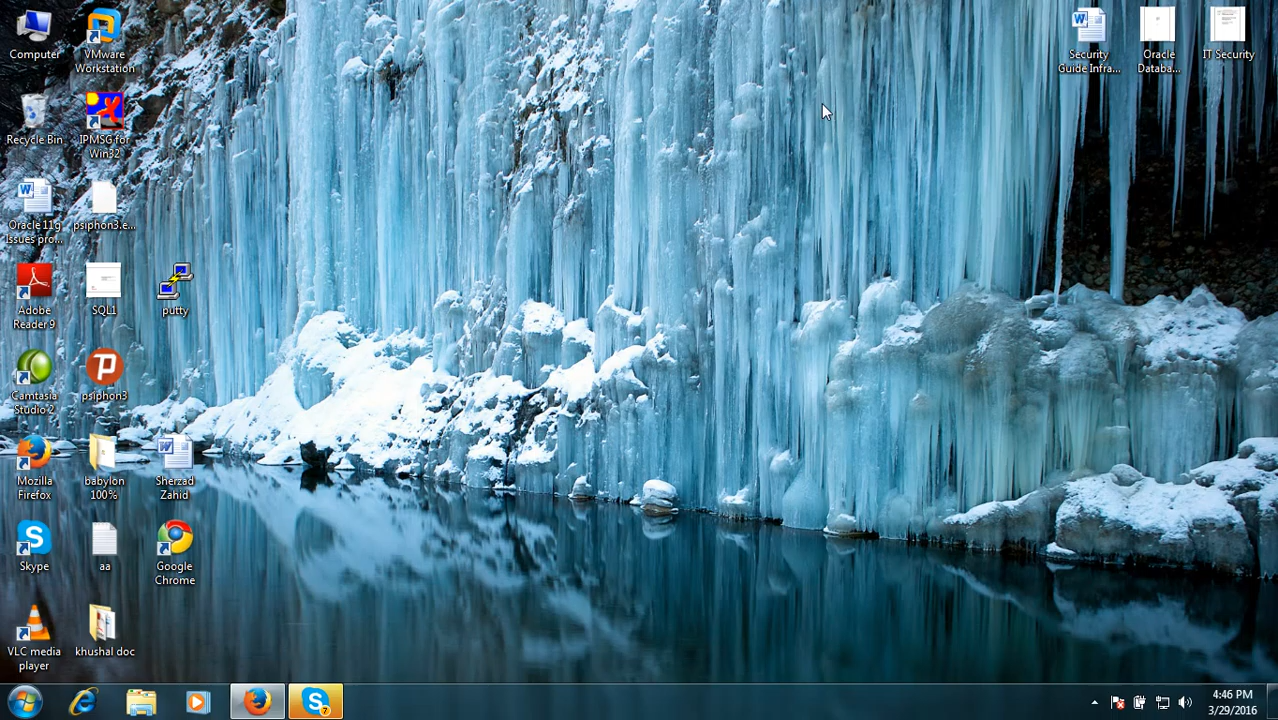 Computer
VMware
Workstation
Recycle Bin
IPMSG for
Win32
Oracle 11g
Issues pro...
psiphon3.e...
Adobe
Reader 9
SQL1
putty
Camtasia
Studio 2
psiphon3
Mozilla
Firefox
babylon
100%
Sherzad
Zahid
Skype
aa
Google
Chrome
VLC media
player
khushal doc
Security
Guide Infra...
Oracle
Databa...
IT Security
7
4:46 PM
3/29/2016